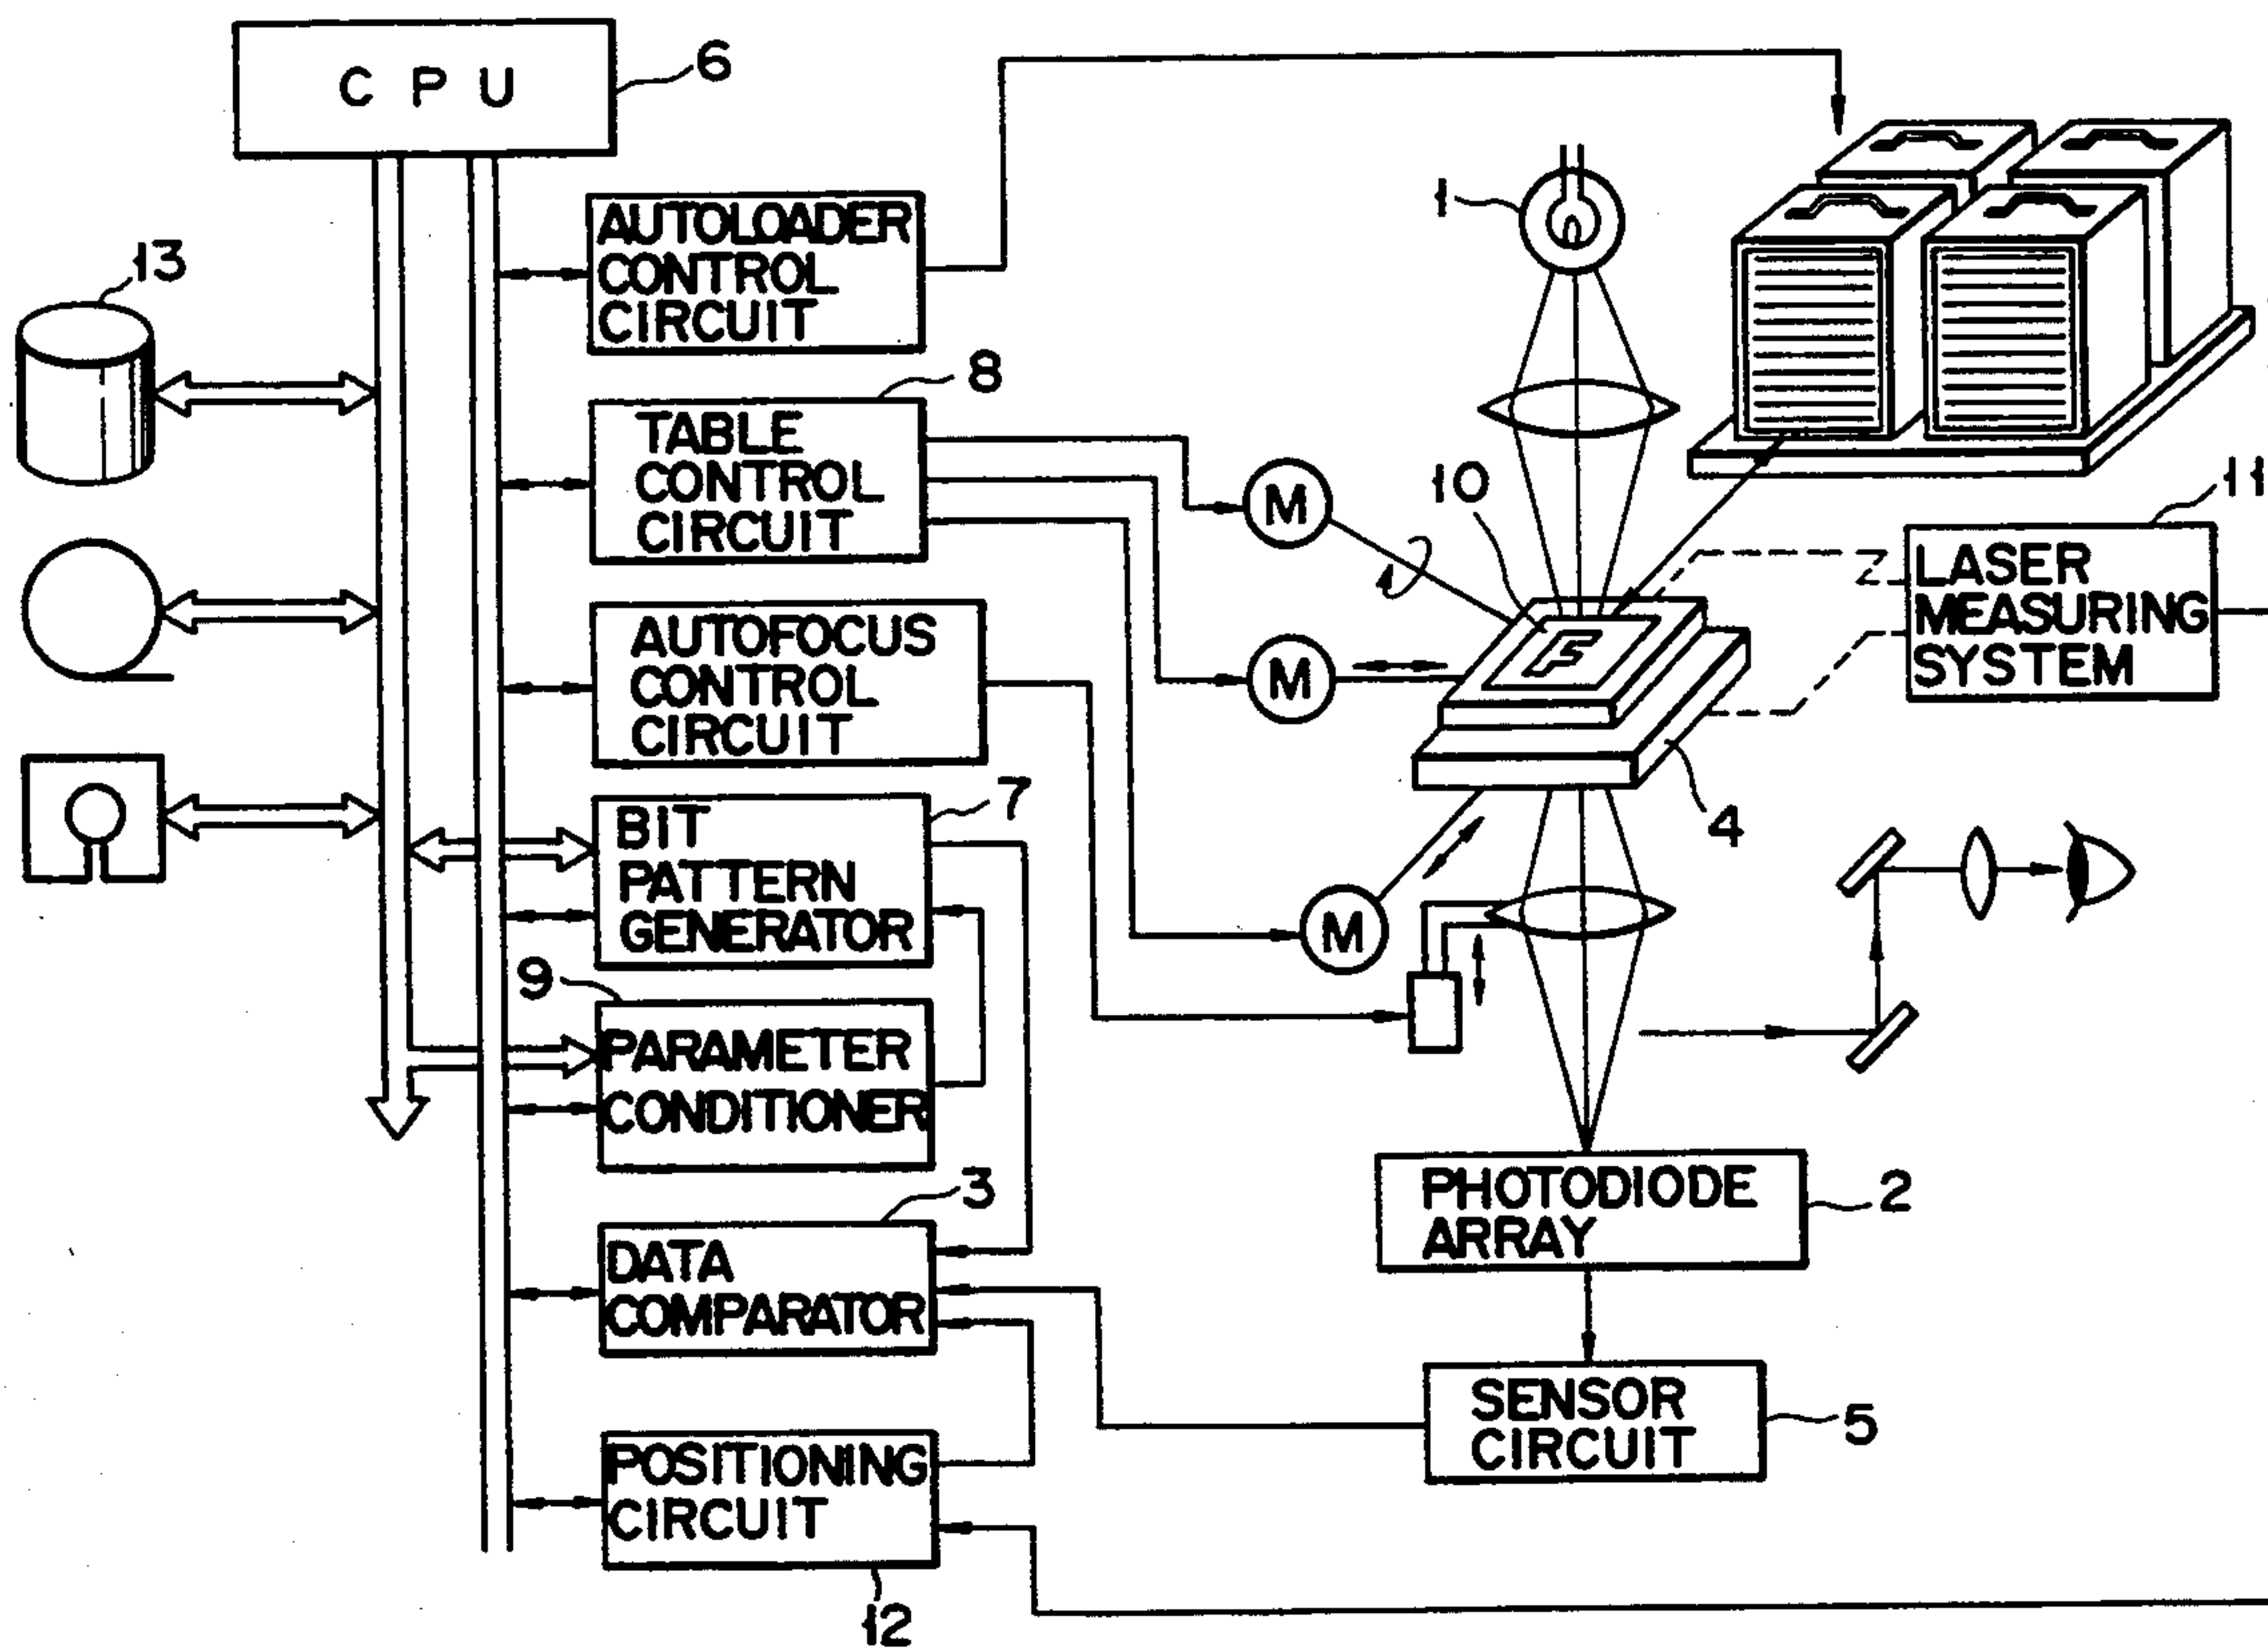 C P U
6
13
AUTOLOADER
CONTROL
CIRCUIT
1
8
TABLE
CONTROL
CIRCUIT
M
10
11
LASER
MEASURING
SYSTEM
AUTOFOCUS
CONTROL
CIRCUIT
M
F
4
7
BIT
PATTERN
GENERATOR
M
9
PARAMETER
CONDITIONER
PHOTODIODE
ARRAY
2
3
DATA
COMPARATOR
SENSOR
CIRCUIT
5
POSITIONING
CIRCUIT
12